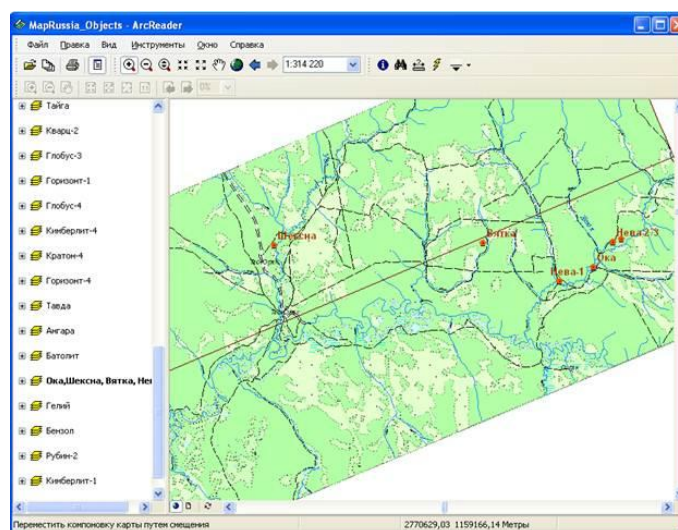 MapRussia_Objects - ArcReader
Файл Правка Вид Инструменты Окно Справка
1:314 220
0%
Тайга
Кварц-2
Глобус-3
Горизонт-1
Глобус-4
Кимберлит-4
Кратон-4
Горизонт-4
Тавда
Ангара
Батолит
Ока,Шексна, Вятка, Нев
Гелий
Бензол
Рубин-2
Кимберлит-1
Шексна
Вятка
Нева 2-3
Ока
Нева-1
Переместить компоновку карты путем смещения
2770629,03 1159166,14 Метры